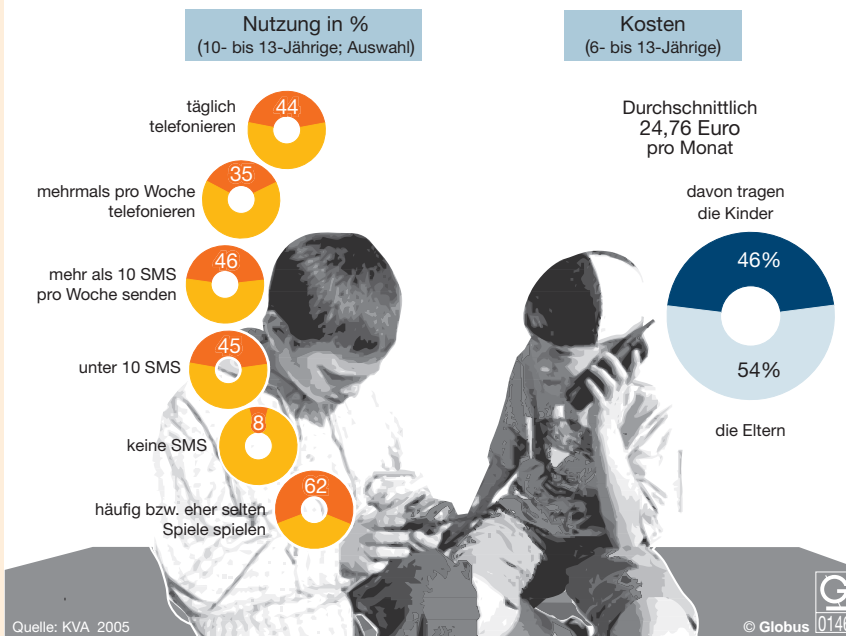 Nutzung in %
(10- bis 13-Jährige; Auswahl)
täglich
telefonieren
44
mehrmals pro Woche
telefonieren
35
mehr als 10 SMS
pro Woche senden
46
unter 10 SMS
45
keine SMS
8
häufig bzw. eher selten
Spiele spielen
62
Kosten
(6- bis 13-Jährige)
Durchschnittlich
24,76 Euro
pro Monat
davon tragen
die Kinder
46%
54%
die Eltern
Quelle: KVA 2005
© Globus
G
0146